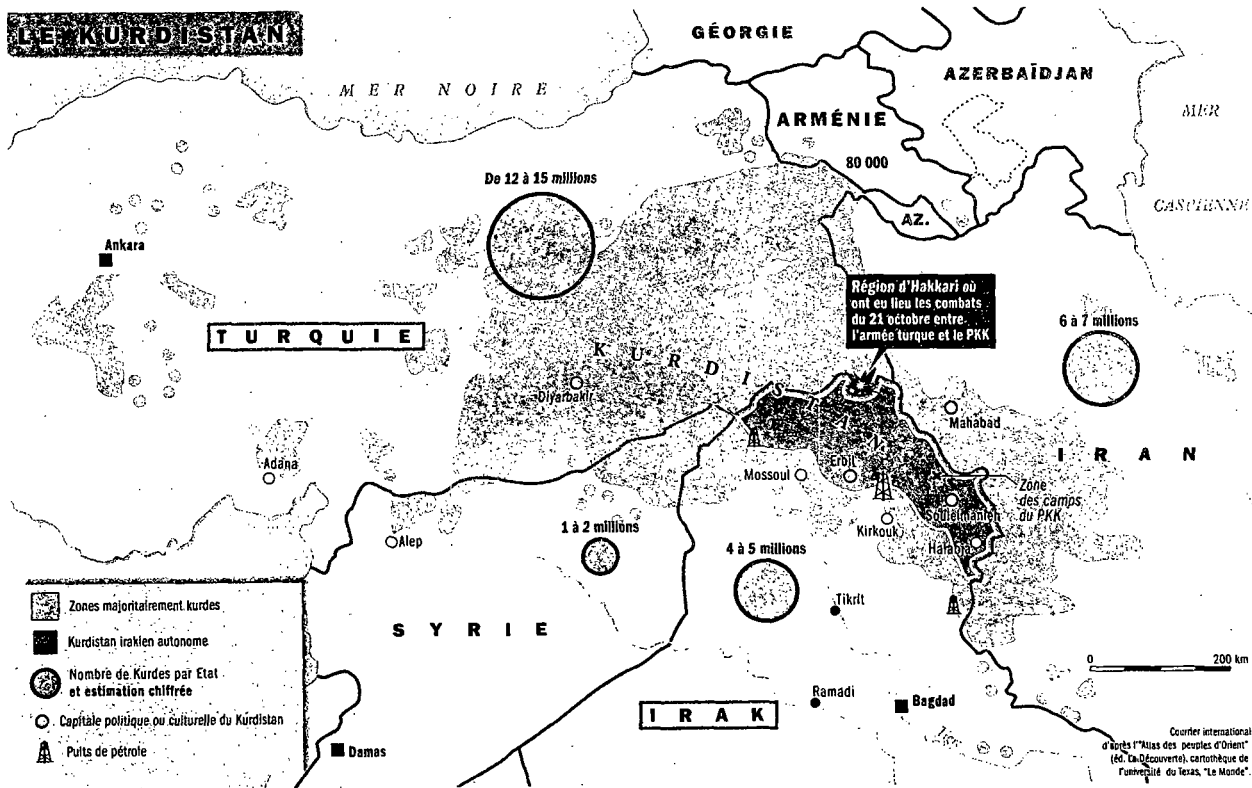 LE KURDISTAN
GÉORGIE
AZERBAÏDJAN
MER NOIRE
MER
CASPIENNE
ARMÉNIE
80 000
AZ.
De 12 à 15 millions
Ankara
TURQUIE
Région d'Hakkari où
ont eu lieu les combats
du 21 octobre entre
l'armée turque et le PKK
6 à 7 millions
KURDISTAN
Diyarbakir
Mahabad
IRAN
Adana
Mossoul
Erbil
Zone
des camps
du PKK
Souleimanieh
Kirkouk
Halabja
Alep
1 à 2 millions
4 à 5 millions
Tikrit
SYRIE
Zones majoritairement kurdes
Kurdistan irakien autonome
Nombre de Kurdes par Etat
et estimation chiffrée
Capitale politique ou culturelle du Kurdistan
Puits de pétrole
0 200 km
Ramadi
Bagdad
IRAK
Damas
Courrier international
d'après l'"Atlas des peuples d'Orient"
(éd. La Découverte), cartothèque de
l'université du Texas, "Le Monde".